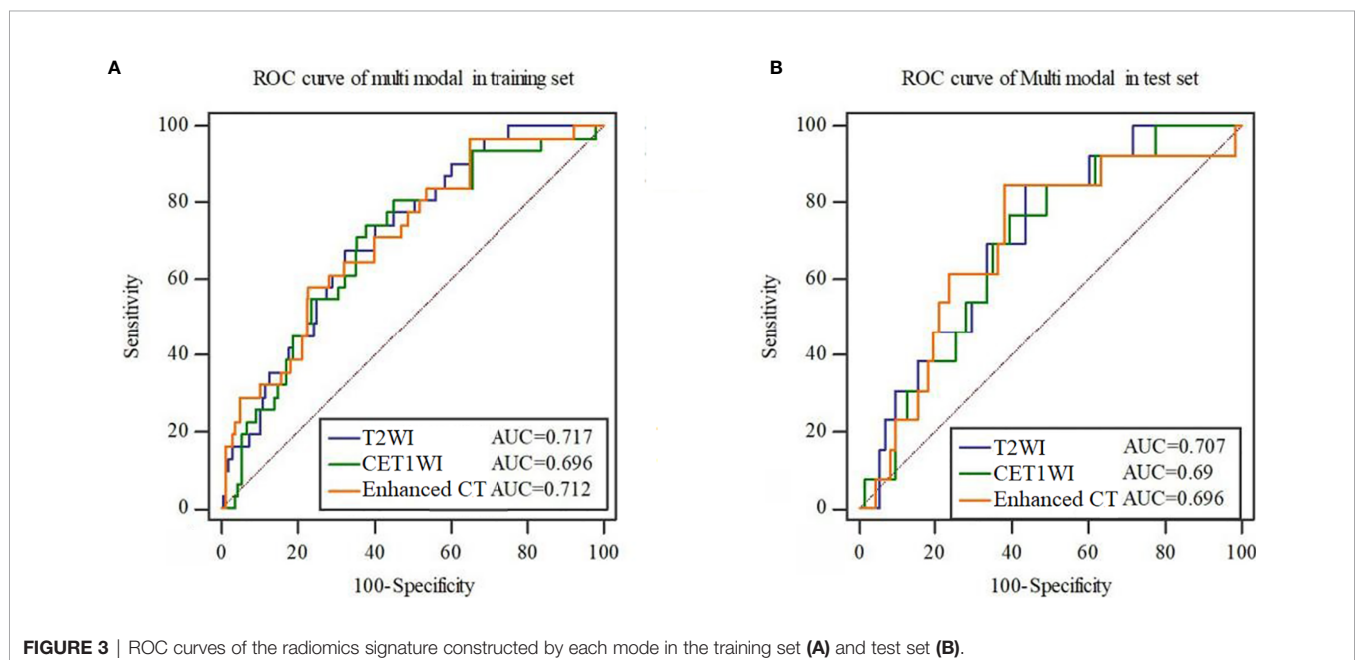 A
ROC curve of multi modal in training set
100
80
60
40
20
0
Sensitivity
T2WI AUC=0.717
CET1WI AUC=0.696
Enhanced CT AUC=0.712
0 20 40 60 80 100
100-Specificity
B
ROC curve of Multi modal in test set
100
80
60
40
20
0
Sensitivity
T2WI AUC=0.707
CET1WI AUC=0.69
Enhanced CT AUC=0.696
0 20 40 60 80 100
100-Specificity
FIGURE 3 | ROC curves of the radiomics signature constructed by each mode in the training set (A) and test set (B).